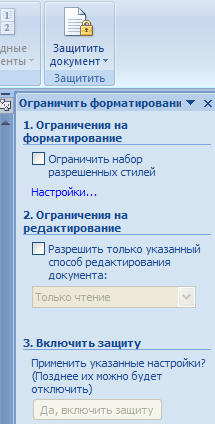 1
2
дные
менты
Защитить
документ
Защитить
Ограничить форматировани
1. Ограничения на
форматирование
Ограничить набор
разрешенных стилей
Настройки...
2. Ограничения на
редактирование
Разрешить только указанный
способ редактирования
документа:
Только чтение
3. Включить защиту
Применить указанные настройки?
(Позднее их можно будет
отключить)
Да, включить защиту